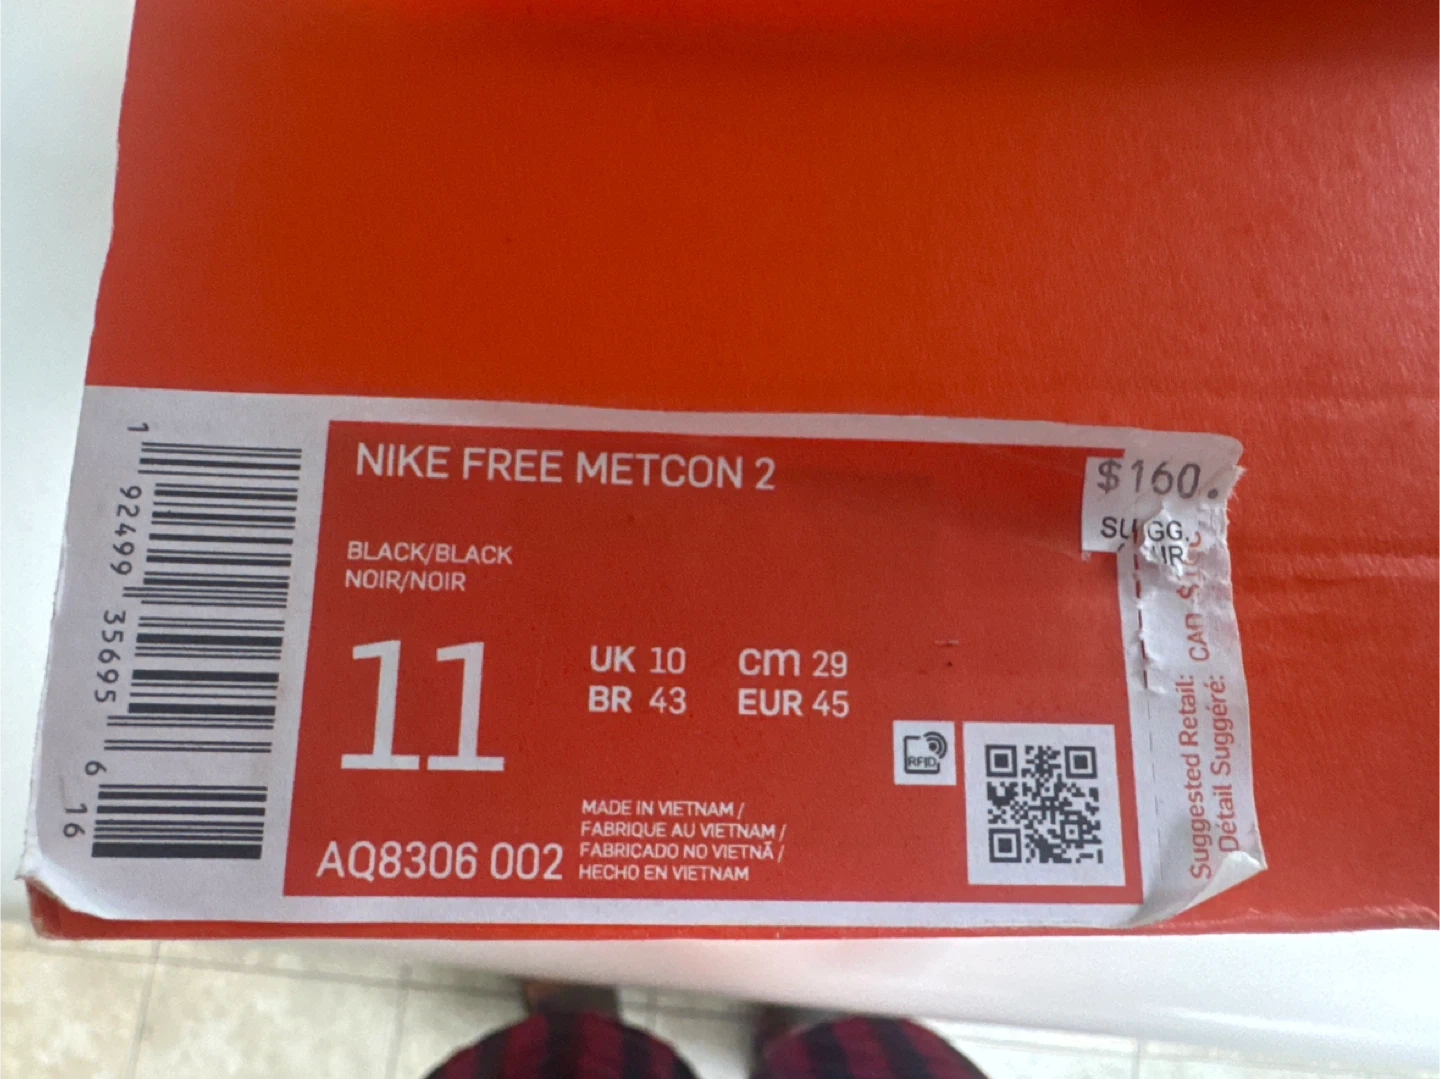 NIKE FREE METCON 2
BLACK/BLACK
NOIR/NOIR
11
UK 10
CM 29
BR 43
EUR 45
AQ8306 002
MADE IN VIETNAM /
FABRIQUE AU VIETNAM /
FABRICADO NO VIETNÃ /
HECHO EN VIETNAM
RFID
$160.
SUGG.
Suggested Retail: CAD
Détail Suggéré:
1 92499 35695 6 16